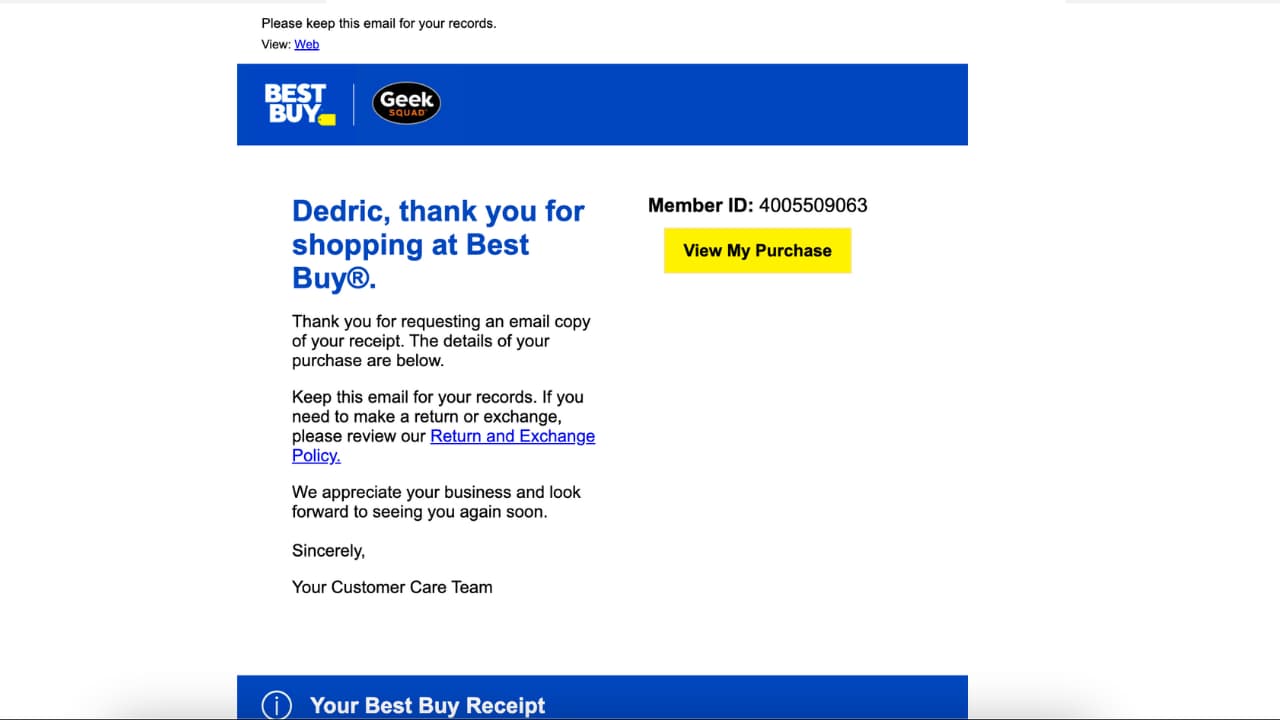 Please keep this email for your records.
View: Web
BEST
BUY
Geek
SQUAD
Dedric, thank you for
shopping at Best
Buy®.
Member ID: 4005509063
View My Purchase
Thank you for requesting an email copy
of your receipt. The details of your
purchase are below.
Keep this email for your records. If you
need to make a return or exchange,
please review our Return and Exchange
Policy.
We appreciate your business and look
forward to seeing you again soon.
Sincerely,
Your Customer Care Team
Your Best Buy Receipt